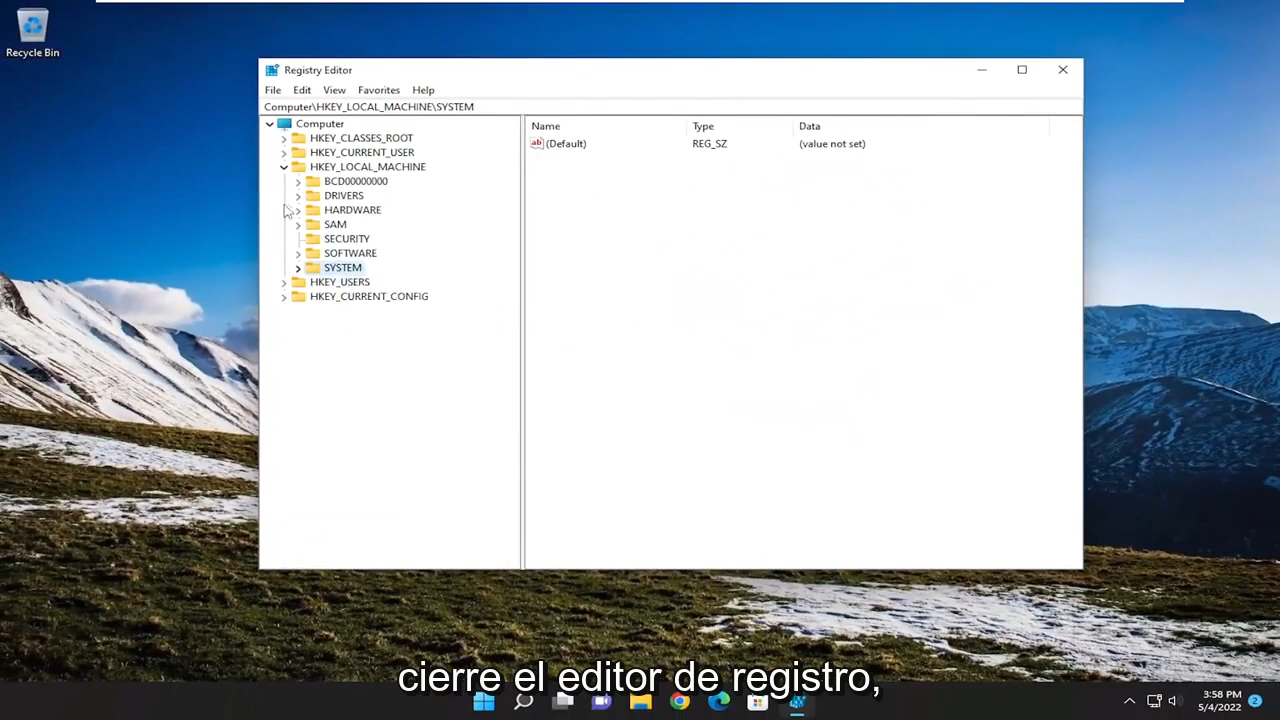 Recycle Bin
Registry Editor
File Edit View Favorites Help
Computer\HKEY_LOCAL_MACHINE\SYSTEM
Computer
HKEY_CLASSES_ROOT
HKEY_CURRENT_USER
HKEY_LOCAL_MACHINE
BCD00000000
DRIVERS
HARDWARE
SAM
SECURITY
SOFTWARE
SYSTEM
HKEY_USERS
HKEY_CURRENT_CONFIG
Name Type Data
ab (Default) REG_SZ (value not set)
cierre el editor de registro,
3:58 PM
5/4/2022
2